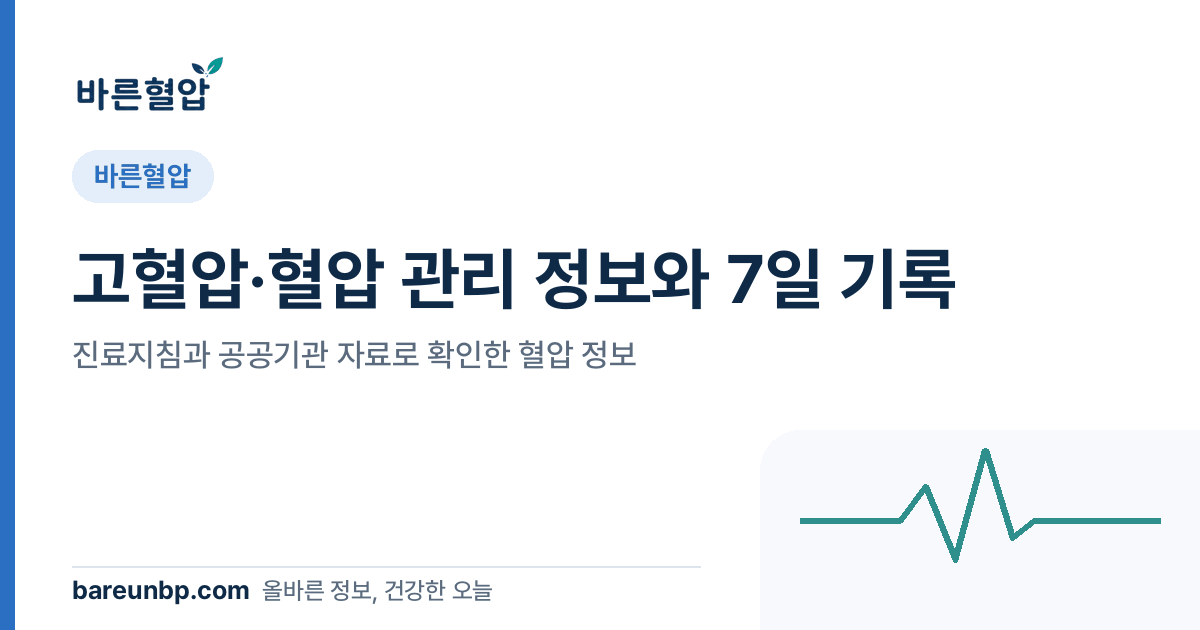 바른혈압
바른혈압
고혈압·혈압 관리 정보와 7일 기록
진료지침과 공공기관 자료로 확인한 혈압 정보
bareunbp.com 올바른 정보, 건강한 오늘